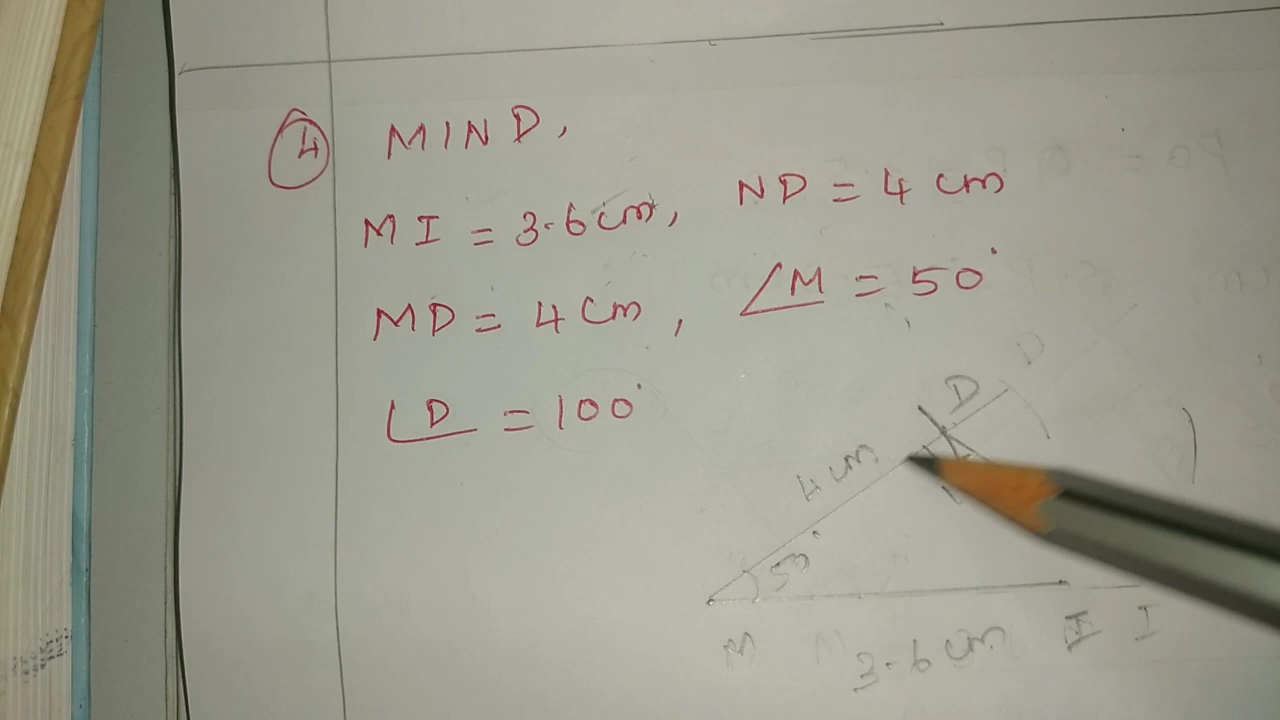 4 MIND,
MI = 3.6 cm, ND = 4 cm
MD = 4 cm, ∠M = 50°
∠D = 100°
D
D
4 cm
M
3.6 cm
I I